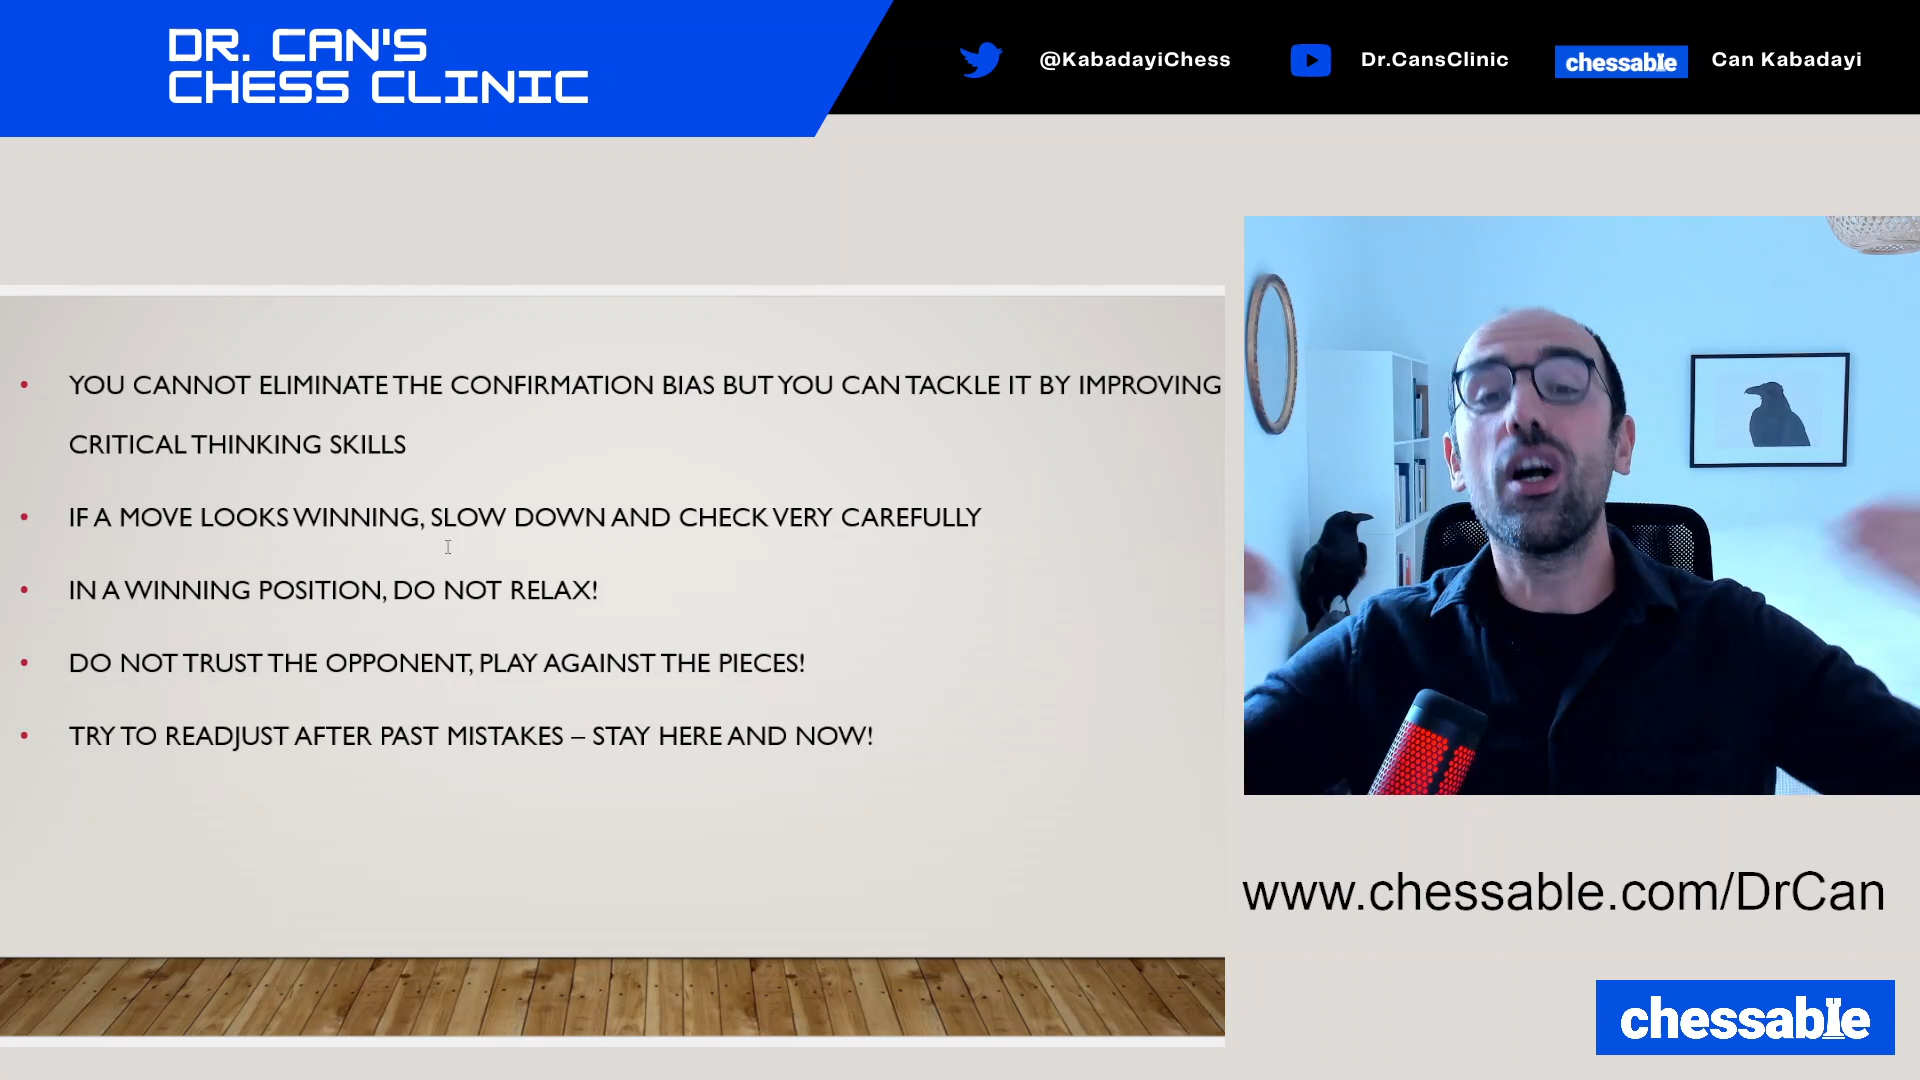 DR. CAN'S
CHESS CLINIC
@KabadayiChess
Dr.CansClinic
chessable
Can Kabadayi
• YOU CANNOT ELIMINATE THE CONFIRMATION BIAS BUT YOU CAN TACKLE IT BY IMPROVING
CRITICAL THINKING SKILLS
• IF A MOVE LOOKS WINNING, SLOW DOWN AND CHECK VERY CAREFULLY
• IN A WINNING POSITION, DO NOT RELAX!
• DO NOT TRUST THE OPPONENT, PLAY AGAINST THE PIECES!
• TRY TO READJUST AFTER PAST MISTAKES – STAY HERE AND NOW!
www.chessable.com/DrCan
chessable